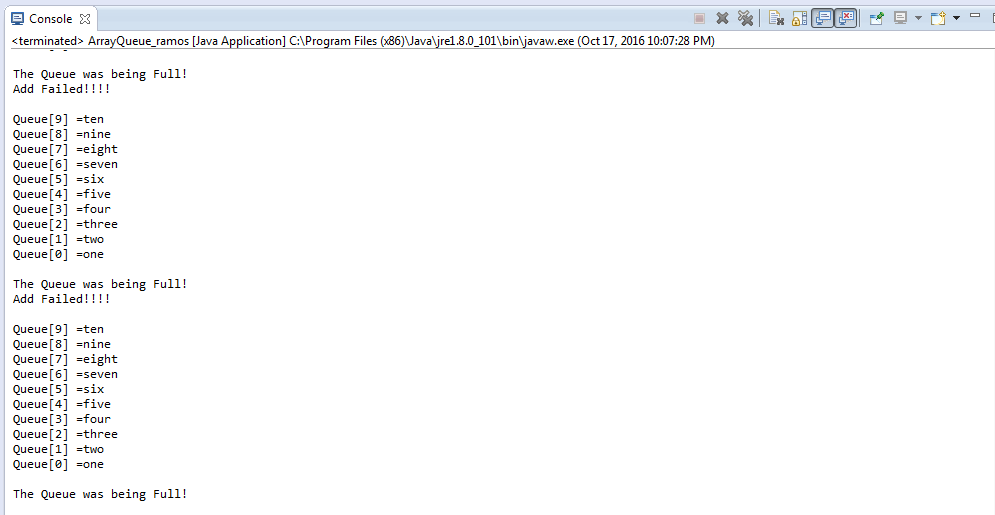 Console
<terminated> ArrayQueue_ramos [Java Application] C:\Program Files (x86)\Java\jre1.8.0_101\bin\javaw.exe (Oct 17, 2016 10:07:28 PM)
The Queue was being Full!
Add Failed!!!!
Queue[9] =ten
Queue[8] =nine
Queue[7] =eight
Queue[6] =seven
Queue[5] =six
Queue[4] =five
Queue[3] =four
Queue[2] =three
Queue[1] =two
Queue[0] =one
The Queue was being Full!
Add Failed!!!!
Queue[9] =ten
Queue[8] =nine
Queue[7] =eight
Queue[6] =seven
Queue[5] =six
Queue[4] =five
Queue[3] =four
Queue[2] =three
Queue[1] =two
Queue[0] =one
The Queue was being Full!